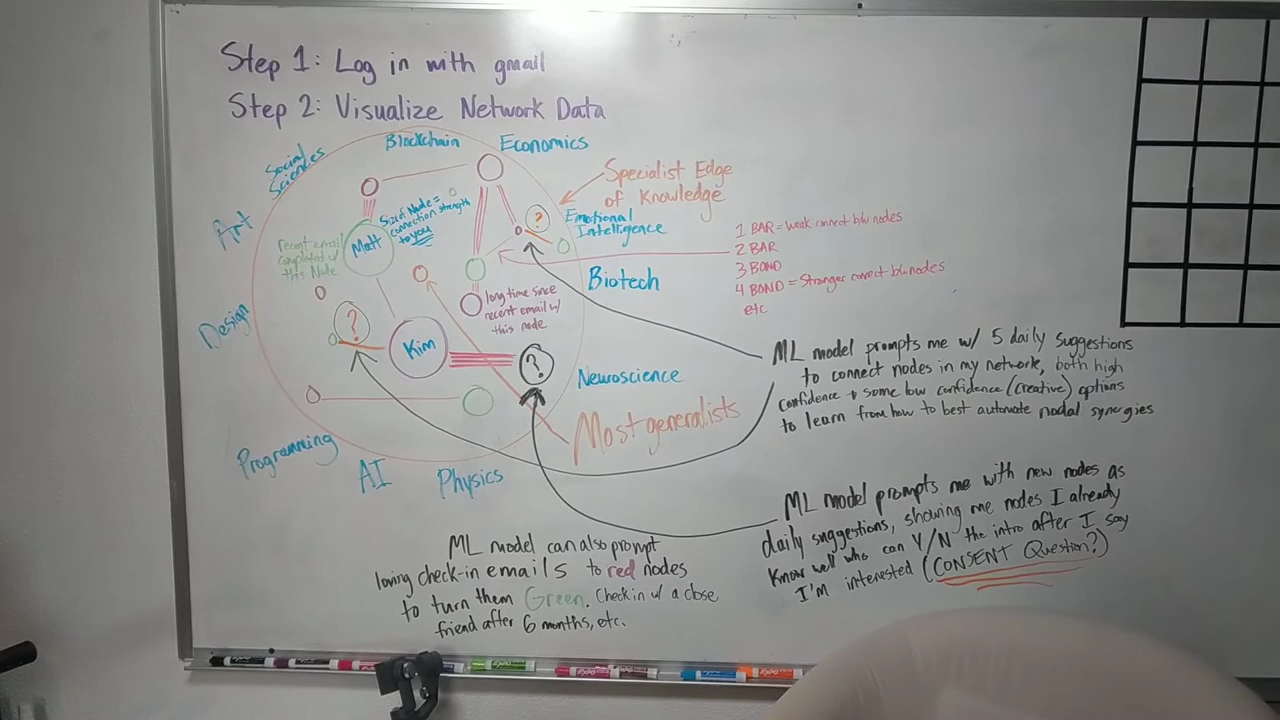 Step 1: Log in with gmail
Step 2: Visualize Network Data
Blockchain
Economics
Social
Sciences
Art
Design
Programming
AI
Physics
Neuroscience
Biotech
Emotional
Intelligence
Specialist Edge
of Knowledge
Size of Node =
connection strength
to you
Matt
recent email
completed w/
this Node
?
long time since
recent email w/
this node
?
Kim
?
Most generalists
1 BAR = weak connect b/w nodes
2 BAR
3 BOND
4 BOND = Stronger connect b/w nodes
etc
ML model prompts me w/ 5 daily suggestions
to connect nodes in my network, both high
confidence + some low confidence (creative) options
to learn from how to best automate nodal synergies
ML model prompts me with new nodes as
daily suggestions, showing me nodes I already
know well who can Y/N the intro after I say
I'm interested (CONSENT Question?)
ML model can also prompt
loving check-in emails to red nodes
to turn them Green. Check in w/ a close
friend after 6 months, etc.